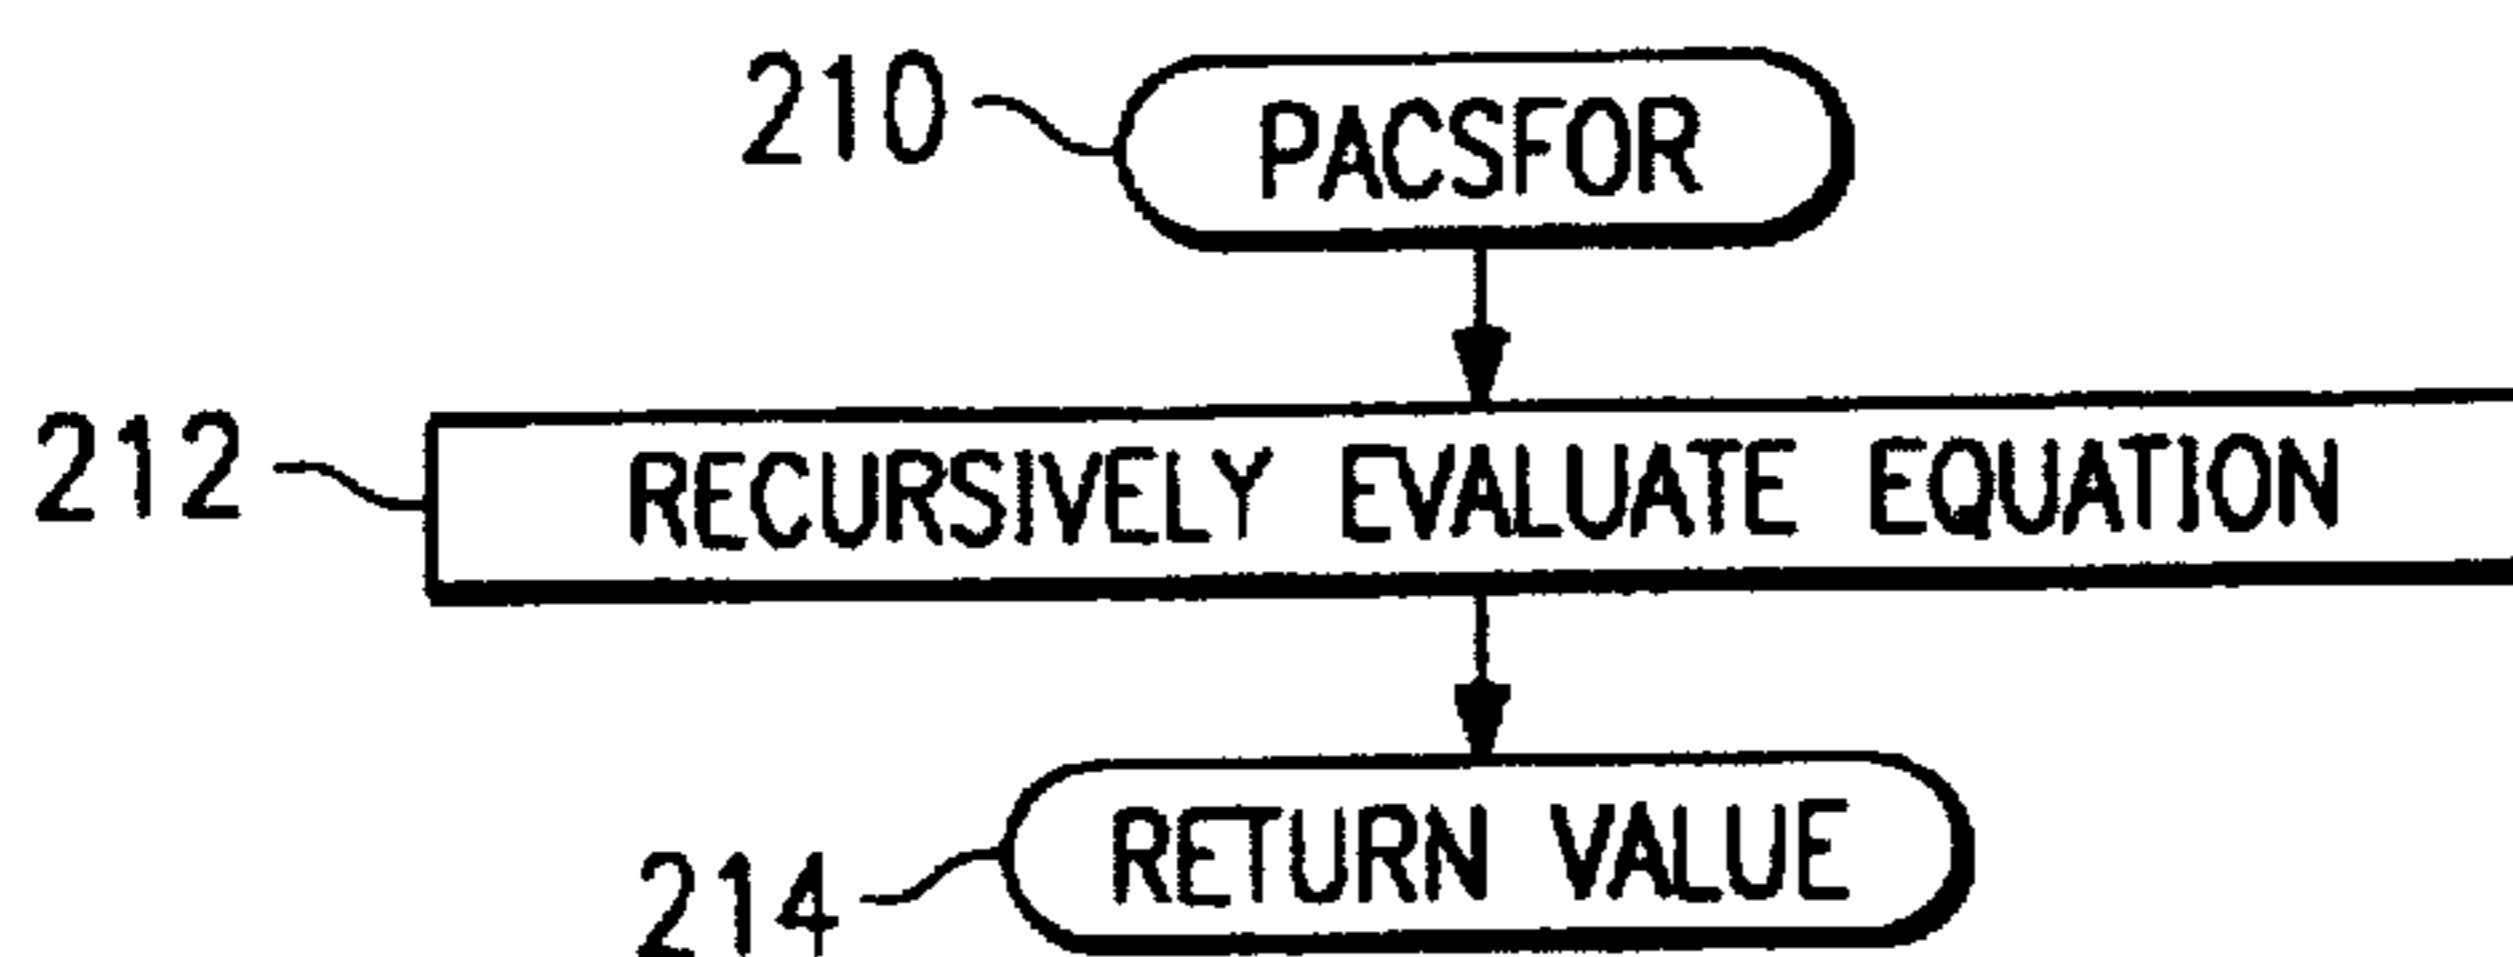 210 PACSFOR
212 RECURSIVELY EVALUATE EQUATION
214 RETURN VALUE